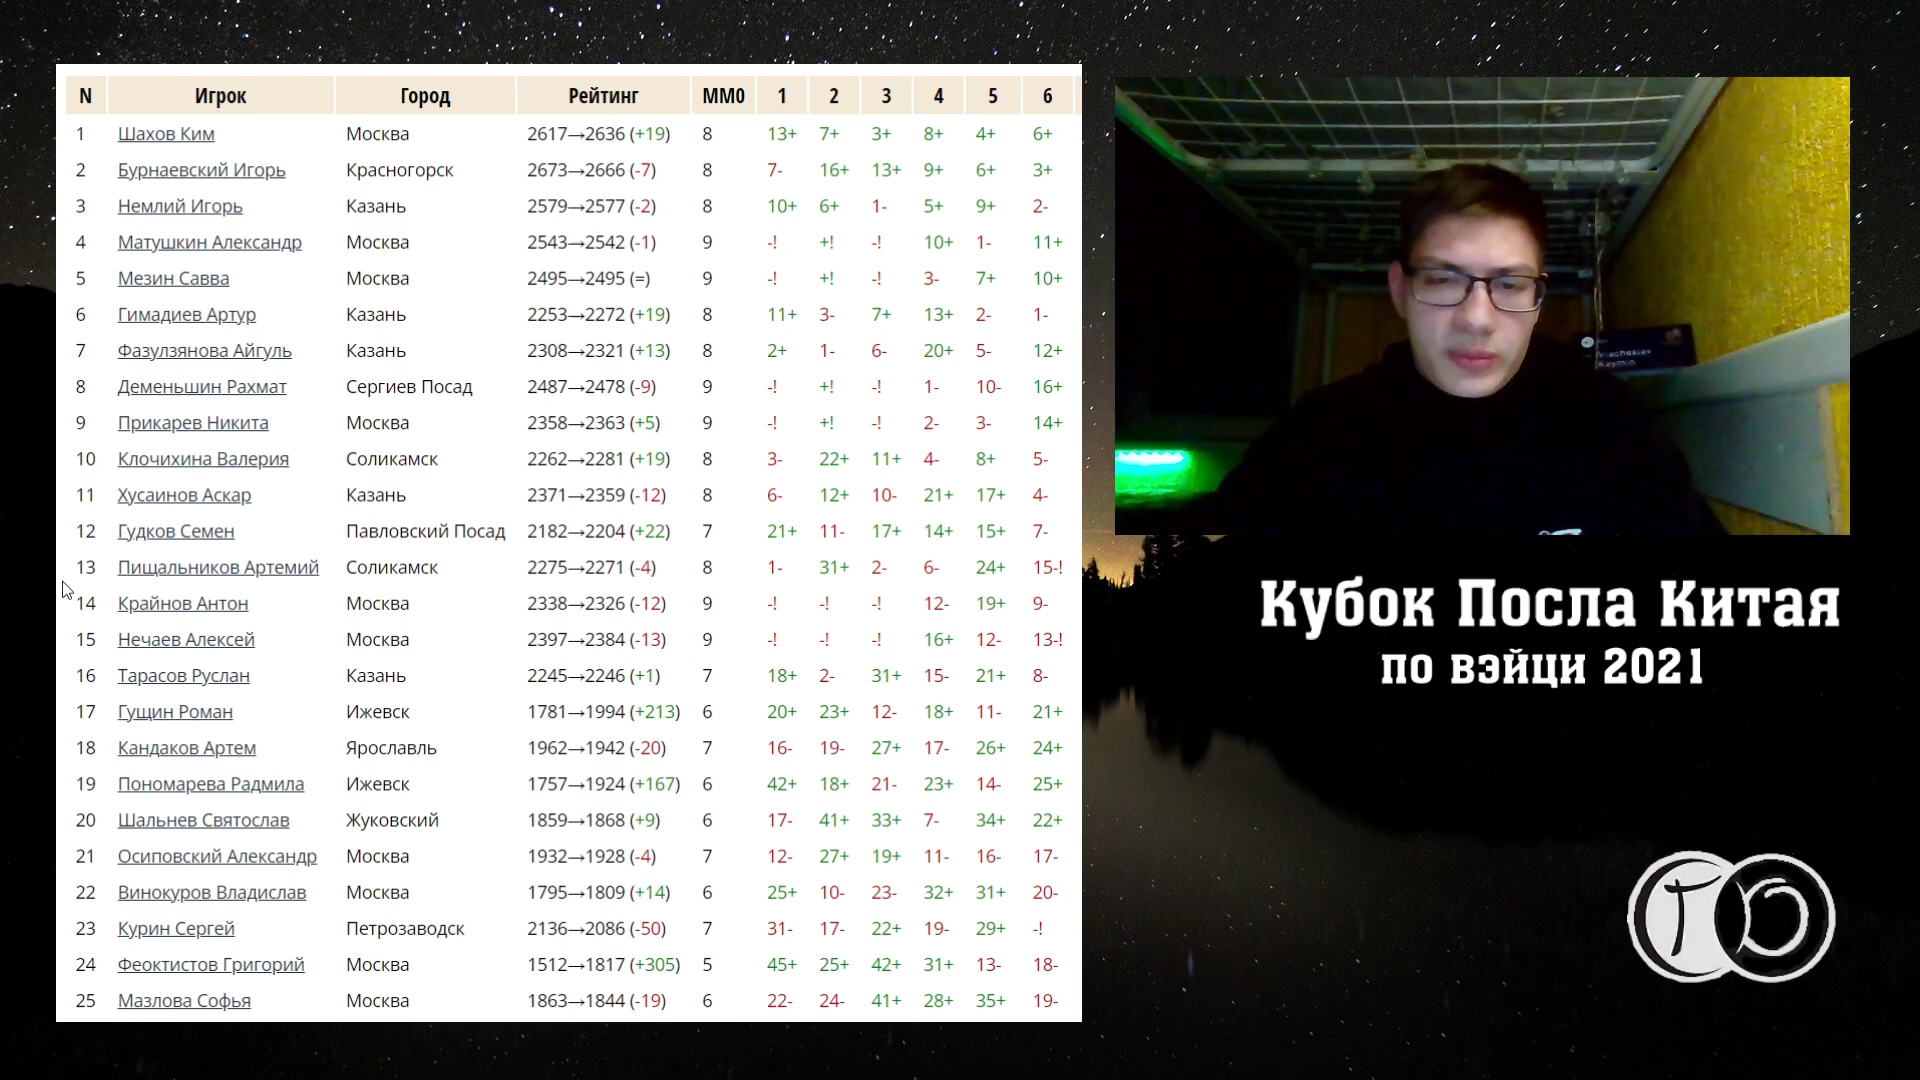 N Игрок Город Рейтинг ММ0 1 2 3 4 5 6
1 Шахов Ким Москва 2617→2636 (+19) 8 13+ 7+ 3+ 8+ 4+ 6+
2 Бурнаевский Игорь Красногорск 2673→2666 (-7) 8 7- 16+ 13+ 9+ 6+ 3+
3 Немлий Игорь Казань 2579→2577 (-2) 8 10+ 6+ 1- 5+ 9+ 2-
4 Матушкин Александр Москва 2543→2542 (-1) 9 -! +! -! 10+ 1- 11+
5 Мезин Савва Москва 2495→2495 (=) 9 -! +! -! 3- 7+ 10+
6 Гимадиев Артур Казань 2253→2272 (+19) 8 11+ 3- 7+ 13+ 2- 1-
7 Фазулзянова Айгуль Казань 2308→2321 (+13) 8 2+ 1- 6- 20+ 5- 12+
8 Деменьшин Рахмат Сергиев Посад 2487→2478 (-9) 9 -! +! -! 1- 10- 16+
9 Прикарев Никита Москва 2358→2363 (+5) 9 -! +! -! 2- 3- 14+
10 Клочихина Валерия Соликамск 2262→2281 (+19) 8 3- 22+ 11+ 4- 8+ 5-
11 Хусаинов Аскар Казань 2371→2359 (-12) 8 6- 12+ 10- 21+ 17+ 4-
12 Гудков Семен Павловский Посад 2182→2204 (+22) 7 21+ 11- 17+ 14+ 15+ 7-
13 Пищальников Артемий Соликамск 2275→2271 (-4) 8 1- 31+ 2- 6- 24+ 15-!
14 Крайнов Антон Москва 2338→2326 (-12) 9 -! -! -! 12- 19+ 9-
15 Нечаев Алексей Москва 2397→2384 (-13) 9 -! -! -! 16+ 12- 13-!
16 Тарасов Руслан Казань 2245→2246 (+1) 7 18+ 2- 31+ 15- 21+ 8-
17 Гущин Роман Ижевск 1781→1994 (+213) 6 20+ 23+ 12- 18+ 11- 21+
18 Кандаков Артем Ярославль 1962→1942 (-20) 7 16- 19- 27+ 17- 26+ 24+
19 Пономарева Радмила Ижевск 1757→1924 (+167) 6 42+ 18+ 21- 23+ 14- 25+
20 Шальнев Святослав Жуковский 1859→1868 (+9) 6 17- 41+ 33+ 7- 34+ 22+
21 Осиповский Александр Москва 1932→1928 (-4) 7 12- 27+ 19+ 11- 16- 17-
22 Винокуров Владислав Москва 1795→1809 (+14) 6 25+ 10- 23- 32+ 31+ 20-
23 Курин Сергей Петрозаводск 2136→2086 (-50) 7 31- 17- 22+ 19- 29+ -!
24 Феоктистов Григорий Москва 1512→1817 (+305) 5 45+ 25+ 42+ 31+ 13- 18-
25 Мазлова Софья Москва 1863→1844 (-19) 6 22- 24- 41+ 28+ 35+ 19-
Кубок Посла Китая
по вэйци 2021